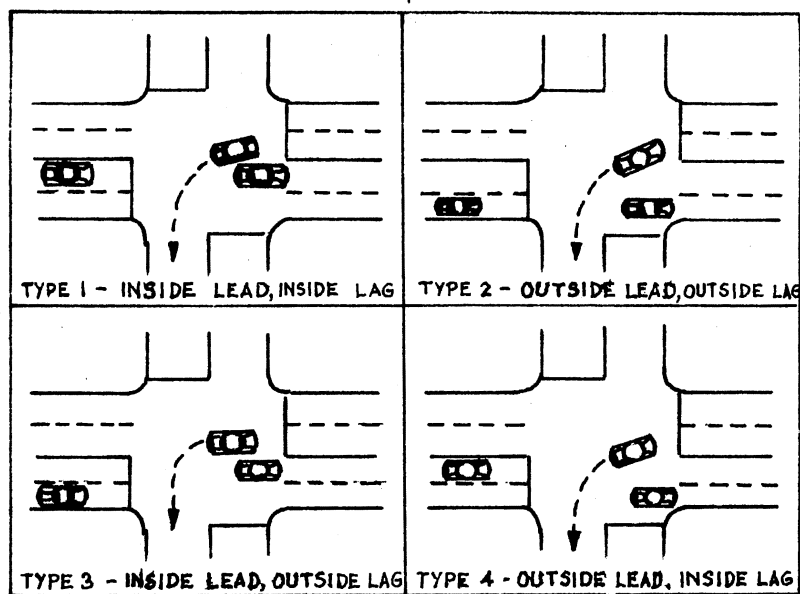 TYPE 1 - INSIDE LEAD, INSIDE LAG
TYPE 2 - OUTSIDE LEAD, OUTSIDE LAG
TYPE 3 - INSIDE LEAD, OUTSIDE LAG
TYPE 4 - OUTSIDE LEAD, INSIDE LAG